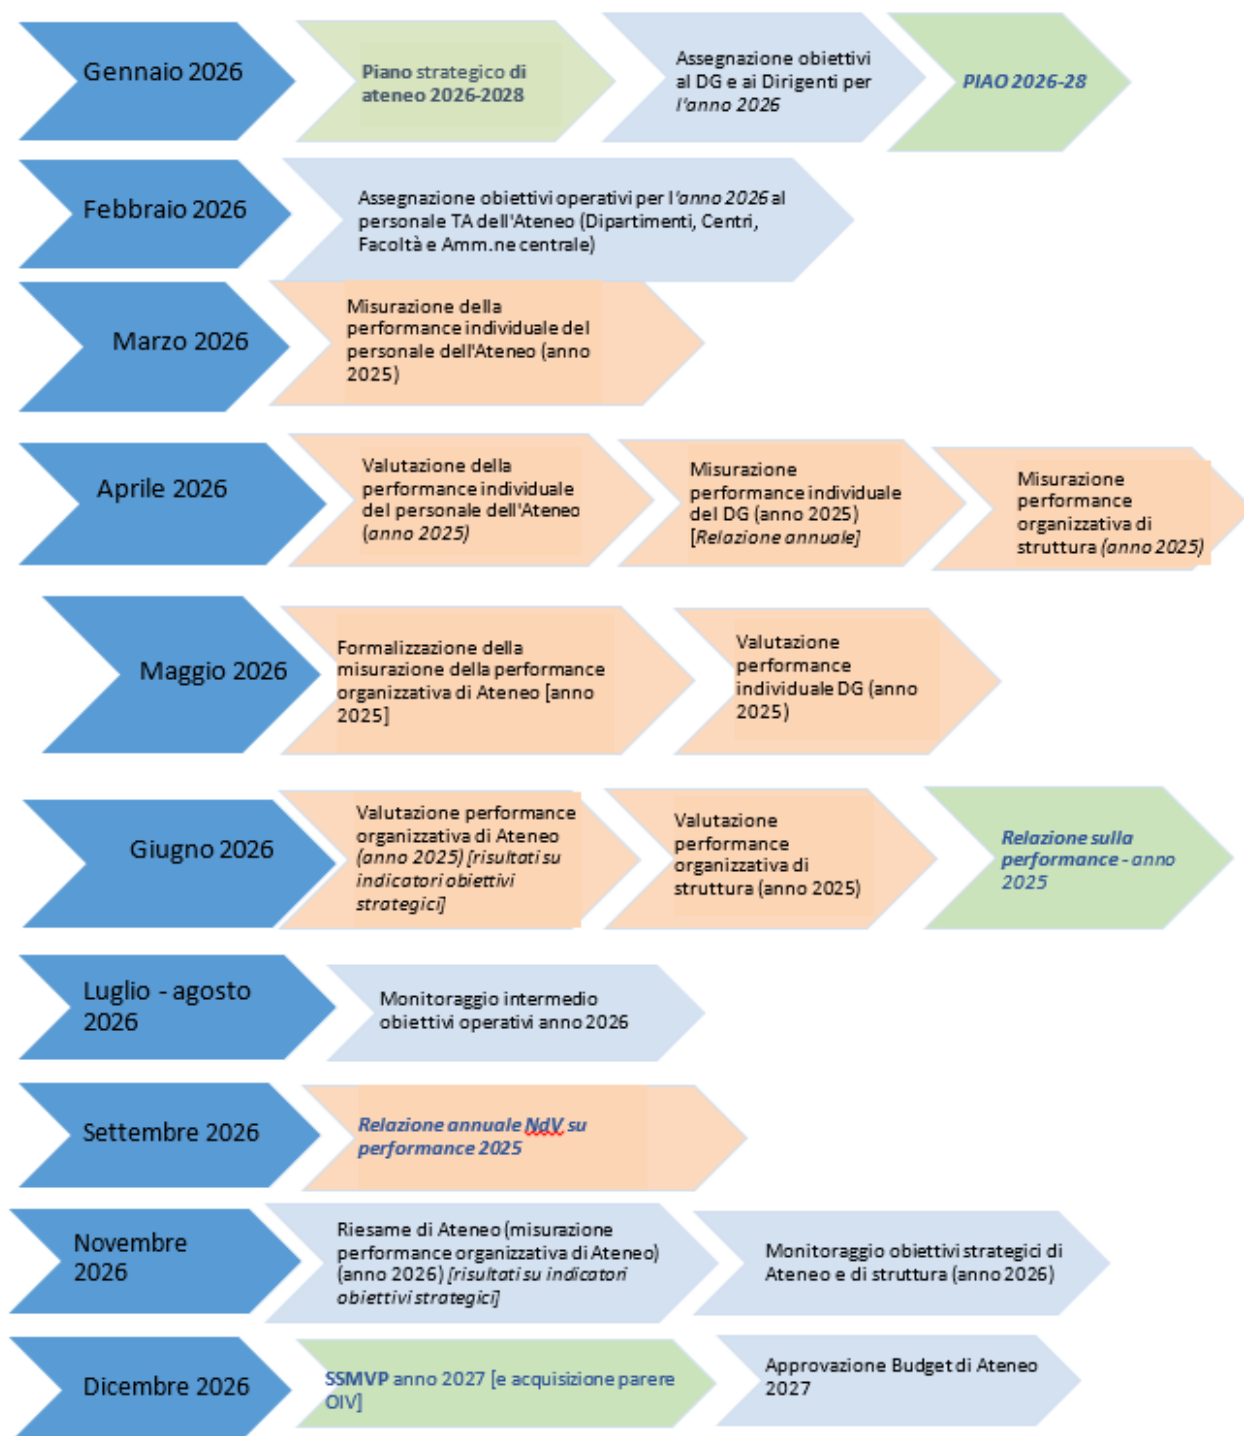 Gennaio 2026
Piano strategico di
ateneo 2026-2028
Assegnazione obiettivi
al DG e ai Dirigenti per
l'anno 2026
PIAO 2026-28
Febbraio 2026
Assegnazione obiettivi operativi per l'anno 2026 al
personale TA dell'Ateneo (Dipartimenti, Centri,
Facoltà e Amm.ne centrale)
Marzo 2026
Misurazione della
performance individuale del
personale dell'Ateneo (anno
2025)
Aprile 2026
Valutazione della
performance individuale
del personale dell'Ateneo
(anno 2025)
Misurazione
performance individuale
del DG (anno 2025)
[Relazione annuale]
Misurazione
performance
organizzativa di
struttura (anno 2025)
Maggio 2026
Formalizzazione della
misurazione della performance
organizzativa di Ateneo [anno
2025]
Valutazione
performance
individuale DG (anno
2025)
Giugno 2026
Valutazione performance
organizzativa di Ateneo
(anno 2025) [risultati su
indicatori obiettivi
strategici]
Valutazione
performance
organizzativa di
struttura (anno 2025)
Relazione sulla
performance - anno
2025
Luglio - agosto
2026
Monitoraggio intermedio
obiettivi operativi anno 2026
Settembre 2026
Relazione annuale NdV su
performance 2025
Novembre
2026
Riesame di Ateneo (misurazione
performance organizzativa di Ateneo)
(anno 2026) [risultati su indicatori
obiettivi strategici]
Monitoraggio obiettivi strategici di
Ateneo e di struttura (anno 2026)
Dicembre 2026
SSMVP anno 2027 [e acquisizione parere
OIV]
Approvazione Budget di Ateneo
2027